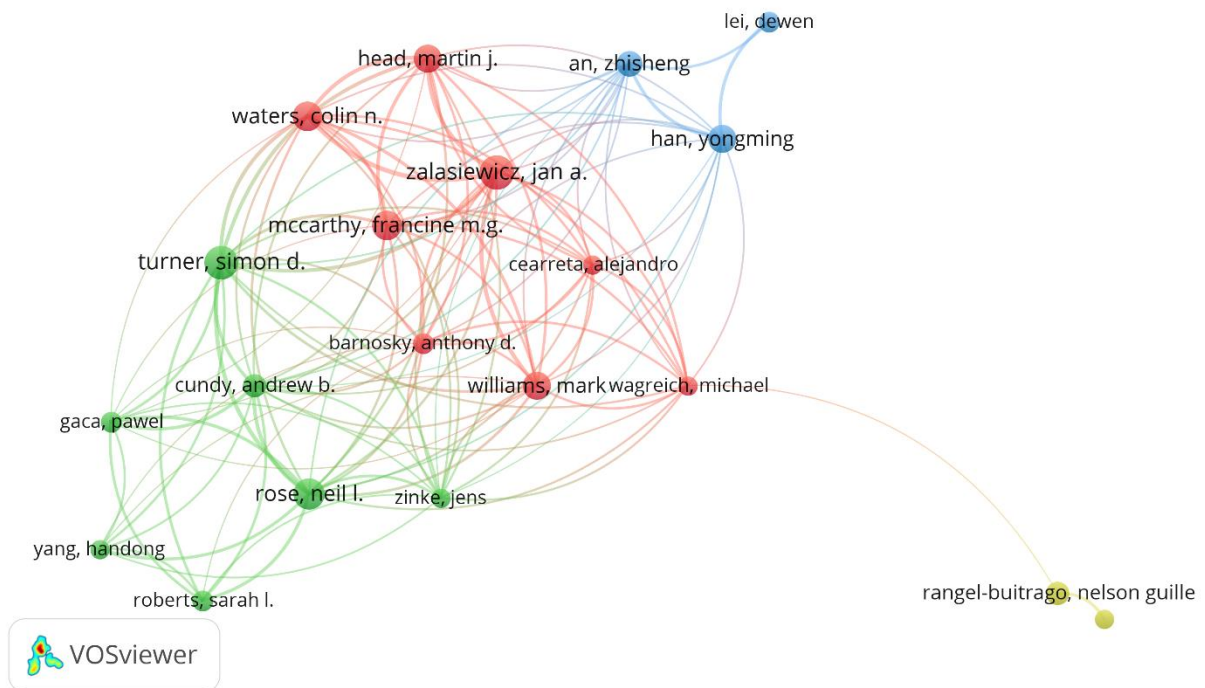 lei, dewen
head, martin j.
an, zhisheng
waters, colin n.
han, yongming
zalasiewicz, jan a.
mccarthy, francine m.g.
turner, simon d.
cearreta, alejandro
barnosky, anthony d.
cundy, andrew b.
williams, mark
wagreich, michael
gaca, pawel
rose, neil l.
zinke, jens
yang, handong
rangel-buitrago, nelson guille
roberts, sarah l.
VOSviewer